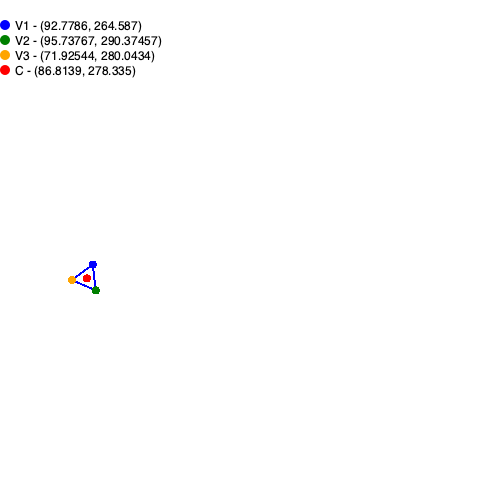 V1 - (92.7786, 264.587)
V2 - (95.73767, 290.37457)
V3 - (71.92544, 280.0434)
C - (86.8139, 278.335)